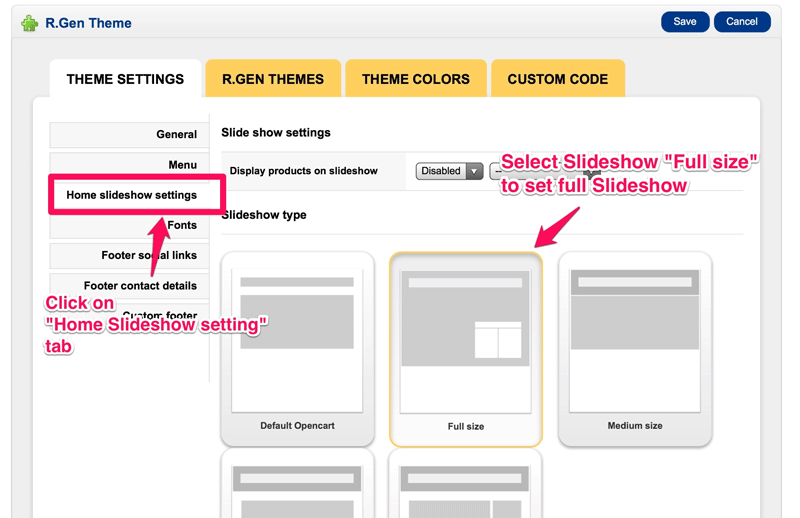 R.Gen Theme
Save
Cancel
THEME SETTINGS
R.GEN THEMES
THEME COLORS
CUSTOM CODE
General
Menu
Home slideshow settings
Fonts
Footer social links
Footer contact details
Custom footer
Click on
"Home Slideshow setting"
tab
Slide show settings
Display products on slideshow
Disabled
Select Slideshow "Full size"
to set full Slideshow
Slideshow type
Default Opencart
Full size
Medium size